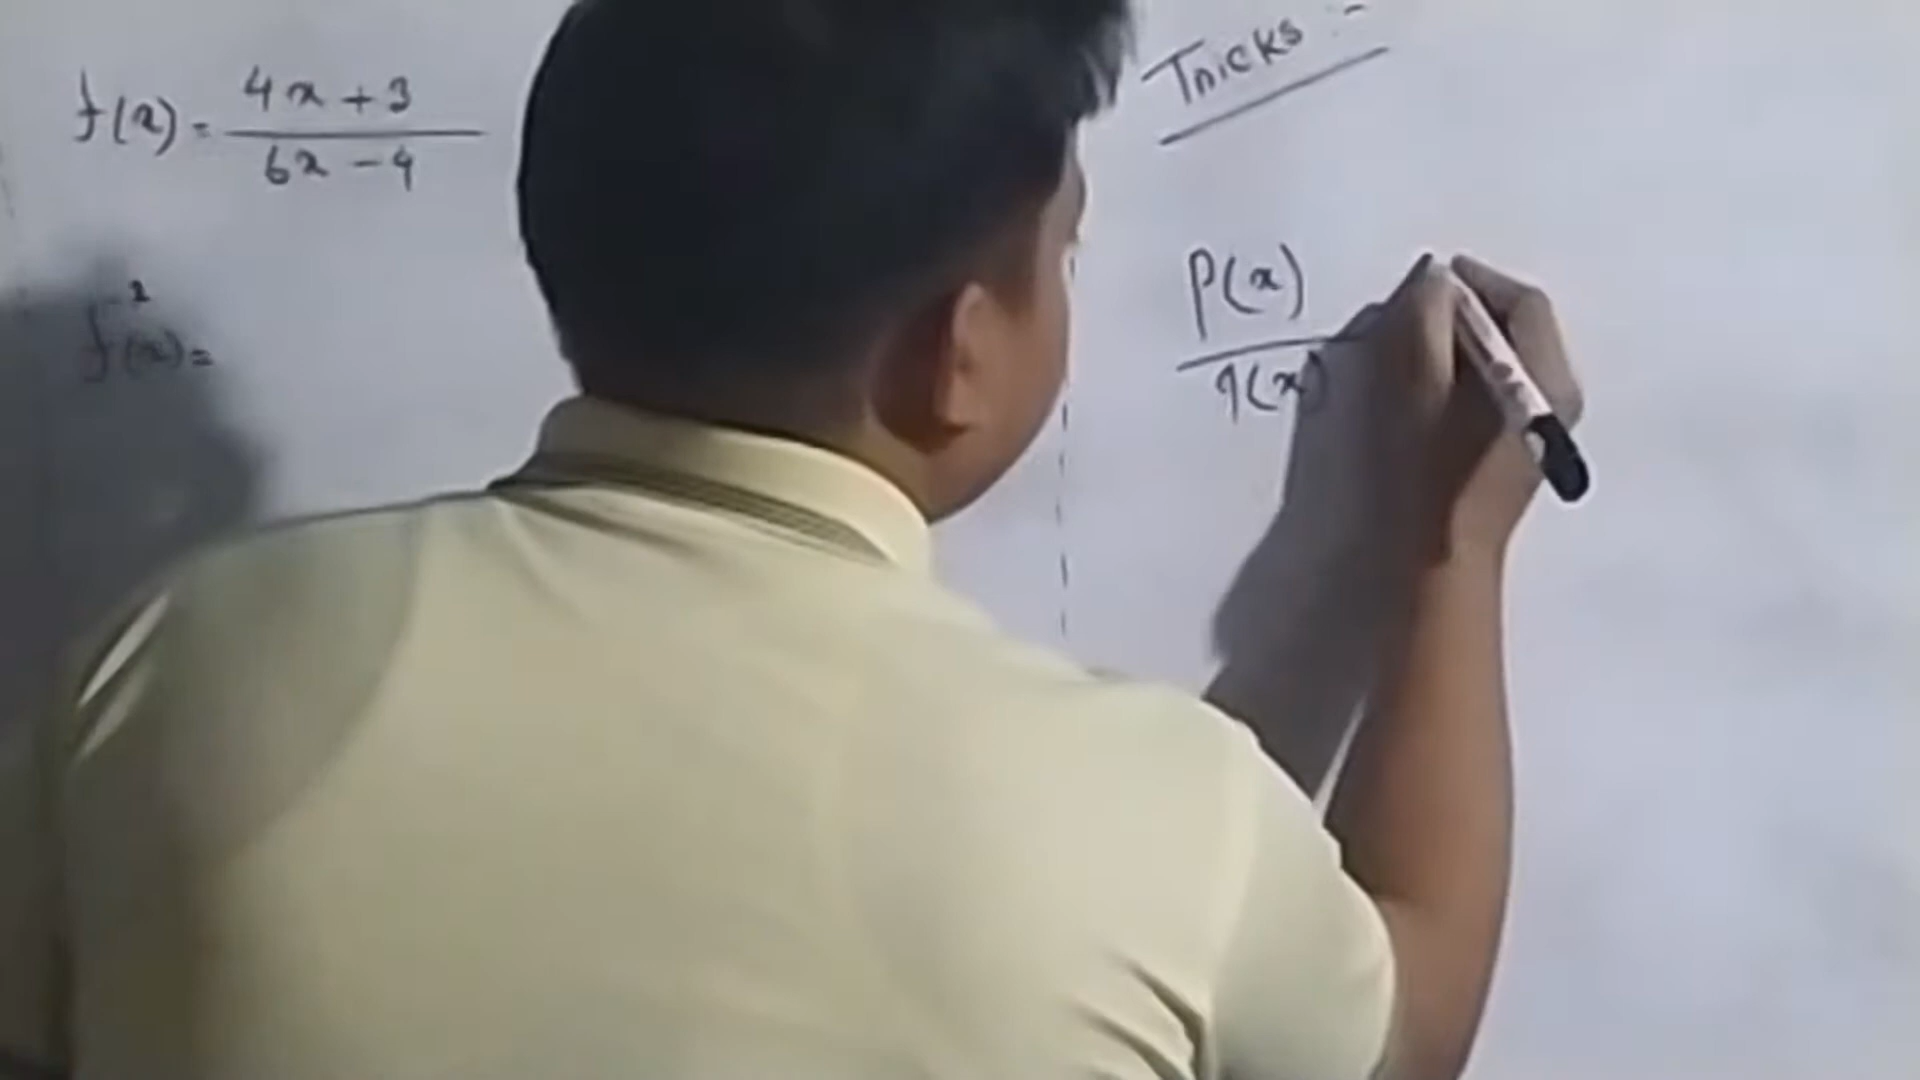 f(x) = 4x + 3
6x - 4
f⁻¹(x) =
Tricks :-
P(x)
q(x)